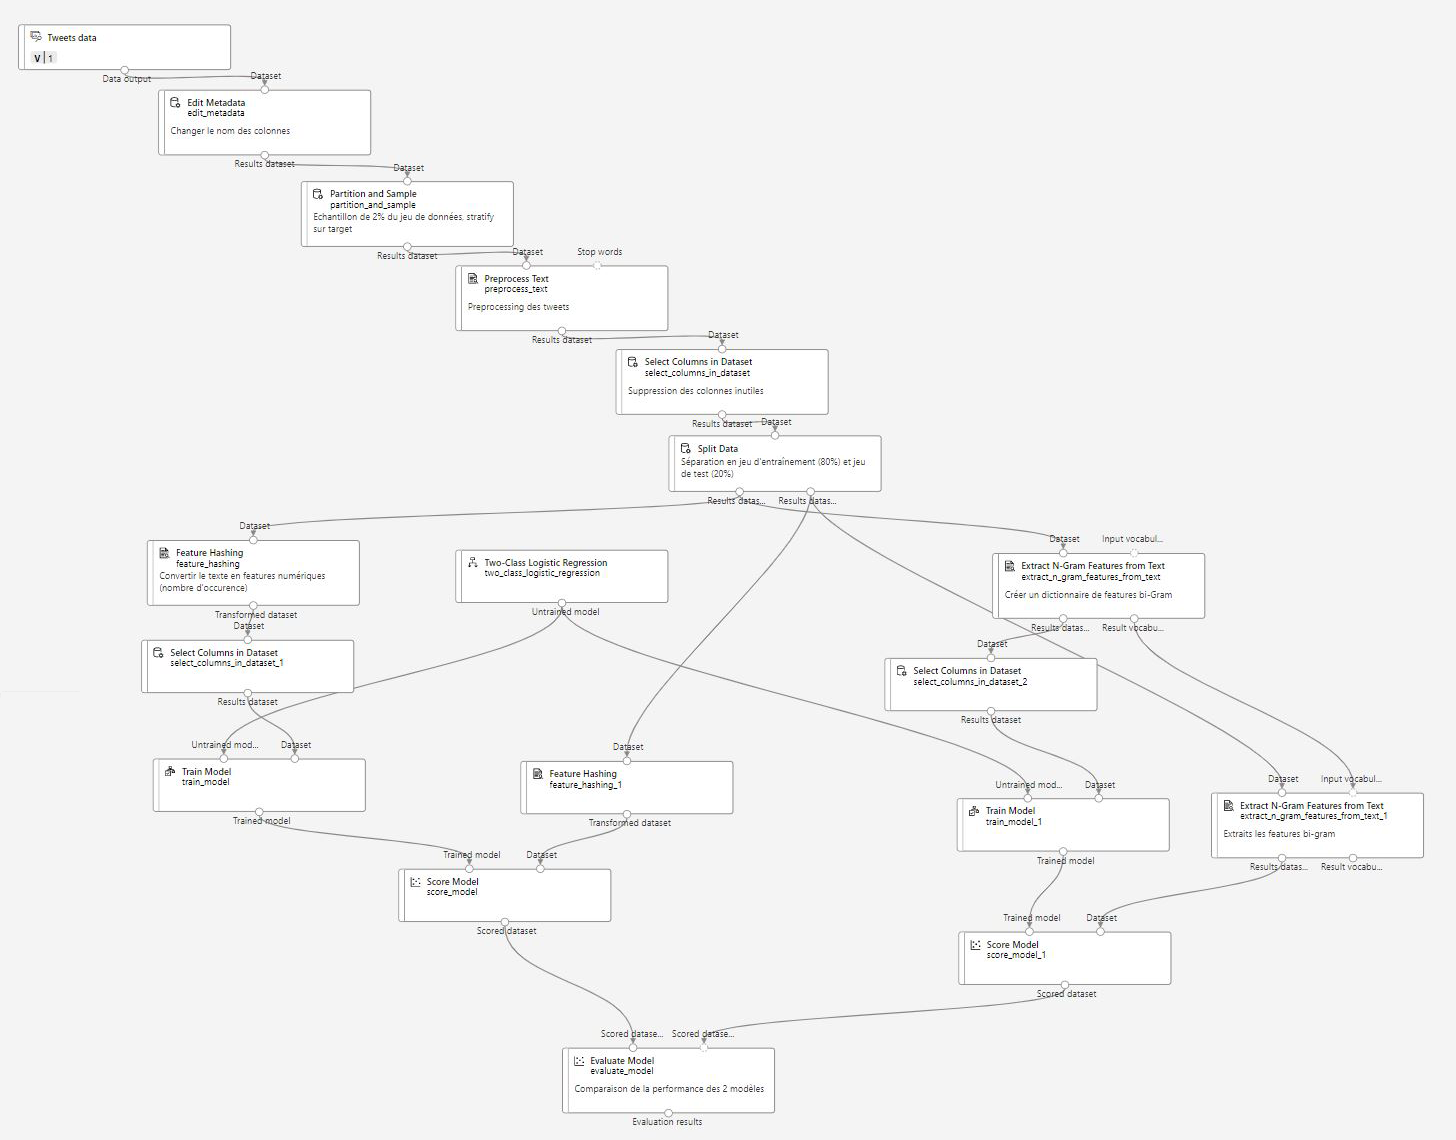 Tweets data
V | 1
Data output
Dataset
Edit Metadata
edit_metadata
Changer le nom des colonnes
Results dataset
Dataset
Partition and Sample
partition_and_sample
Echantillon de 2% du jeu de données, stratify
sur target
Results dataset
Dataset
Stop words
Preprocess Text
preprocess_text
Preprocessing des tweets
Results dataset
Dataset
Select Columns in Dataset
select_columns_in_dataset
Suppression des colonnes inutiles
Results dataset
Dataset
Split Data
Séparation en jeu d'entraînement (80%) et jeu
de test (20%)
Results datas...
Results datas...
Dataset
Feature Hashing
feature_hashing
Convertir le texte en features numériques
(nombre d'occurence)
Transformed dataset
Two-Class Logistic Regression
two_class_logistic_regression
Untrained model
Dataset
Input vocabul...
Extract N-Gram Features from Text
extract_n_gram_features_from_text
Créer un dictionnaire de features bi-Gram
Results datas...
Result vocabu...
Dataset
Select Columns in Dataset
select_columns_in_dataset_1
Results dataset
Dataset
Select Columns in Dataset
select_columns_in_dataset_2
Results dataset
Untrained mod...
Dataset
Train Model
train_model
Trained model
Dataset
Feature Hashing
feature_hashing_1
Transformed dataset
Untrained mod...
Dataset
Train Model
train_model_1
Trained model
Dataset
Input vocabul...
Extract N-Gram Features from Text
extract_n_gram_features_from_text_1
Extraits les features bi-gram
Results datas...
Result vocabu...
Trained model
Dataset
Score Model
score_model
Scored dataset
Trained model
Dataset
Score Model
score_model_1
Scored dataset
Scored datase...
Scored datase...
Evaluate Model
evaluate_model
Comparaison de la performance des 2 modèles
Evaluation results